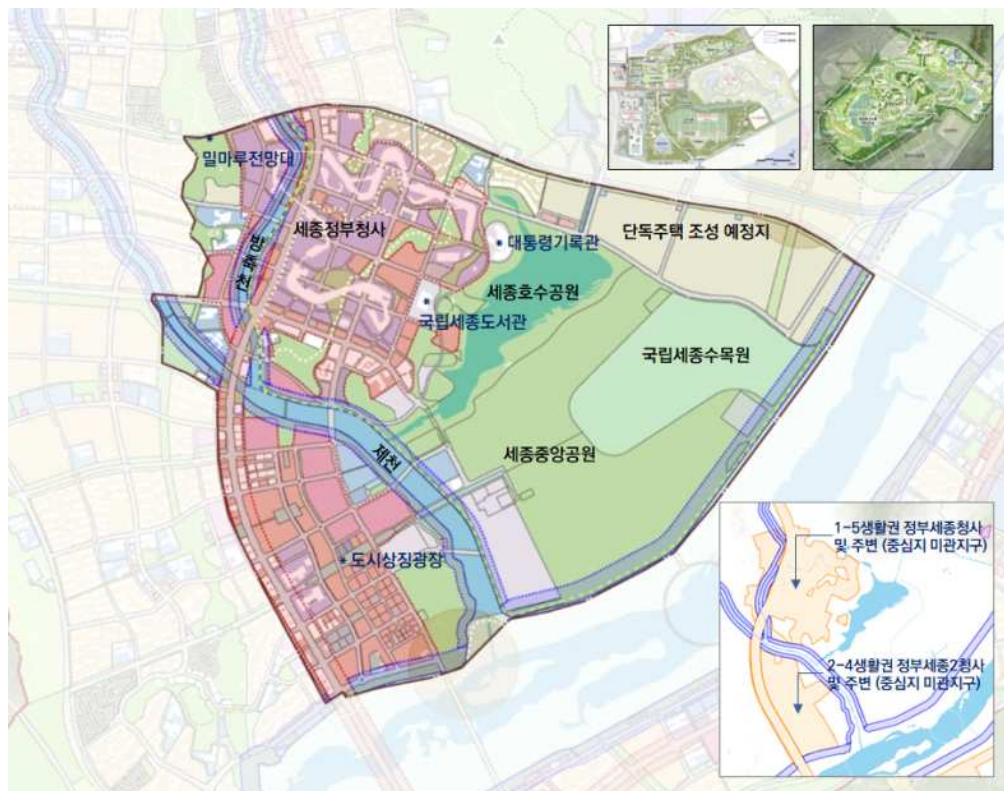 밀마루전망대
세종정부청사
방축천
대통령기록관
단독주택 조성 예정지
세종호수공원
국립세종도서관
국립세종수목원
제천
세종중앙공원
도시상징광장
1-5생활권 정부세종청사
및 주변 (중심지 미관지구)
2-4생활권 정부세종2청사
및 주변 (중심지 미관지구)